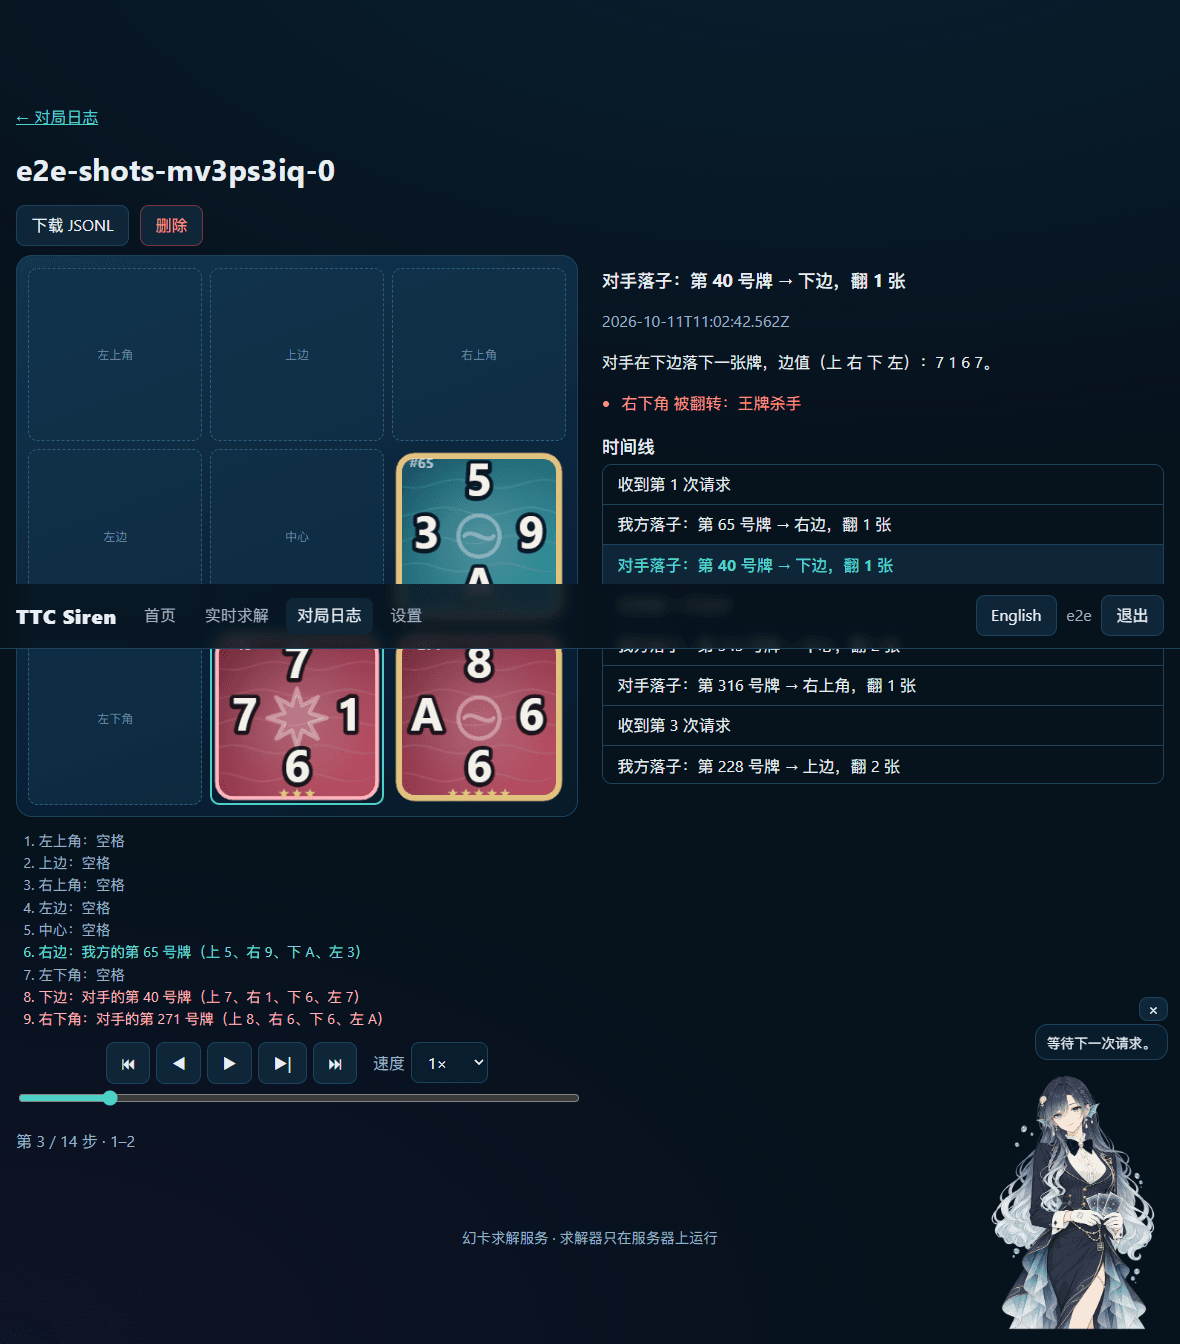 ← 对局日志
e2e-shots-mv3ps3iq-0
下载 JSONL
删除
左上角
上边
右上角
左边
中心
#65
5
3
9
A
TTC Siren
首页
实时求解
对局日志
设置
English
e2e
退出
左下角
7
7
1
6
★★★
8
A
6
6
★★★★★
对手落子：第 40 号牌 → 下边，翻 1 张
2026-10-11T11:02:42.562Z
对手在下边落下一张牌，边值（上 右 下 左）：7 1 6 7。
• 右下角 被翻转：王牌杀手
时间线
收到第 1 次请求
我方落子：第 65 号牌 → 右边，翻 1 张
对手落子：第 40 号牌 → 下边，翻 1 张
对手落子：第 316 号牌 → 右上角，翻 1 张
收到第 3 次请求
我方落子：第 228 号牌 → 上边，翻 2 张
1. 左上角：空格
2. 上边：空格
3. 右上角：空格
4. 左边：空格
5. 中心：空格
6. 右边：我方的第 65 号牌（上 5、右 9、下 A、左 3）
7. 左下角：空格
8. 下边：对手的第 40 号牌（上 7、右 1、下 6、左 7）
9. 右下角：对手的第 271 号牌（上 8、右 6、下 6、左 A）
速度
1×
第 3 / 14 步 · 1–2
×
等待下一次请求。
幻卡求解服务 · 求解器只在服务器上运行